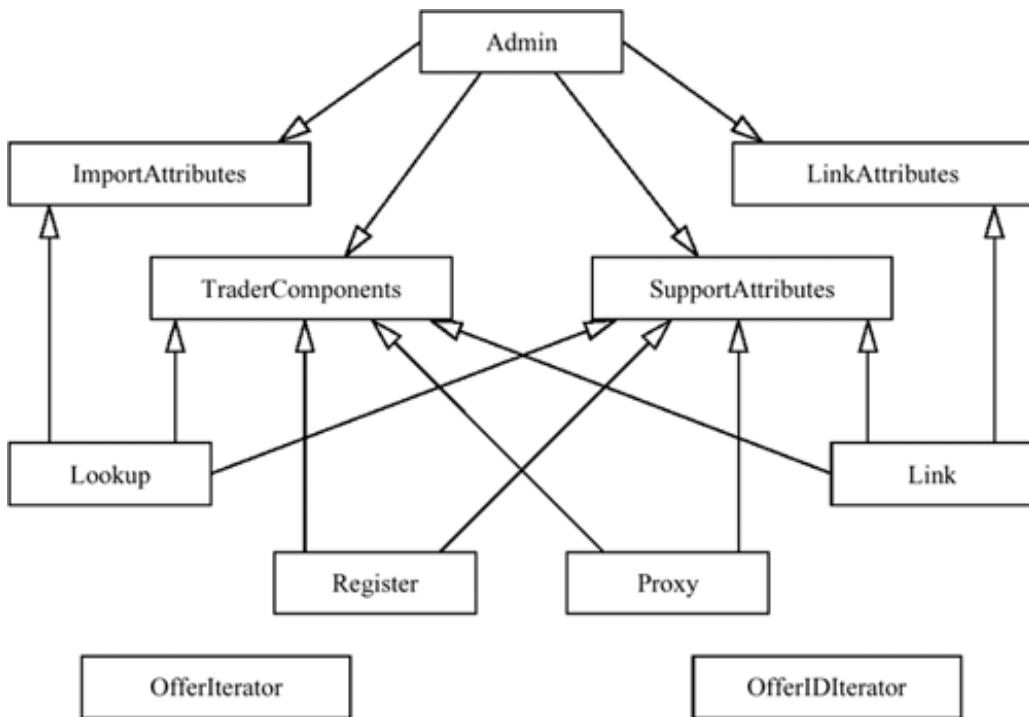 Admin
ImportAttributes
LinkAttributes
TraderComponents
SupportAttributes
Lookup
Link
Register
Proxy
OfferIterator
OfferIDIterator